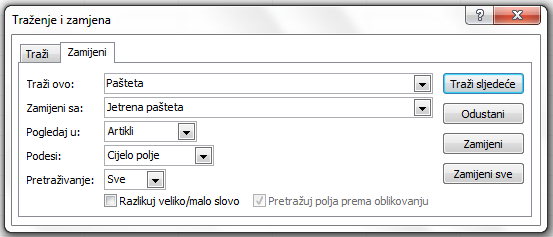 Traženje i zamjena
Traži
Zamijeni
Traži ovo:
Pašteta
Traži sljedeće
Zamijeni sa:
Jetrena pašteta
Odustani
Pogledaj u:
Artikli
Zamijeni
Podesi:
Cijelo polje
Pretraživanje:
Sve
Zamijeni sve
Razlikuj veliko/malo slovo
Pretražuj polja prema oblikovanju